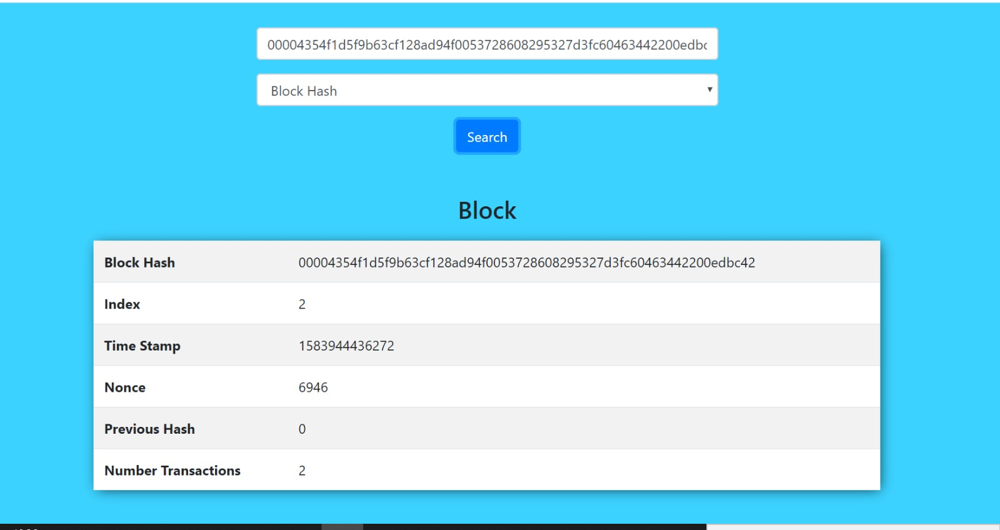 00004354f1d5f9b63cf128ad94f0053728608295327d3fc60463442200edbc
Block Hash
Search
Block
Block Hash 00004354f1d5f9b63cf128ad94f0053728608295327d3fc60463442200edbc42
Index 2
Time Stamp 1583944436272
Nonce 6946
Previous Hash 0
Number Transactions 2